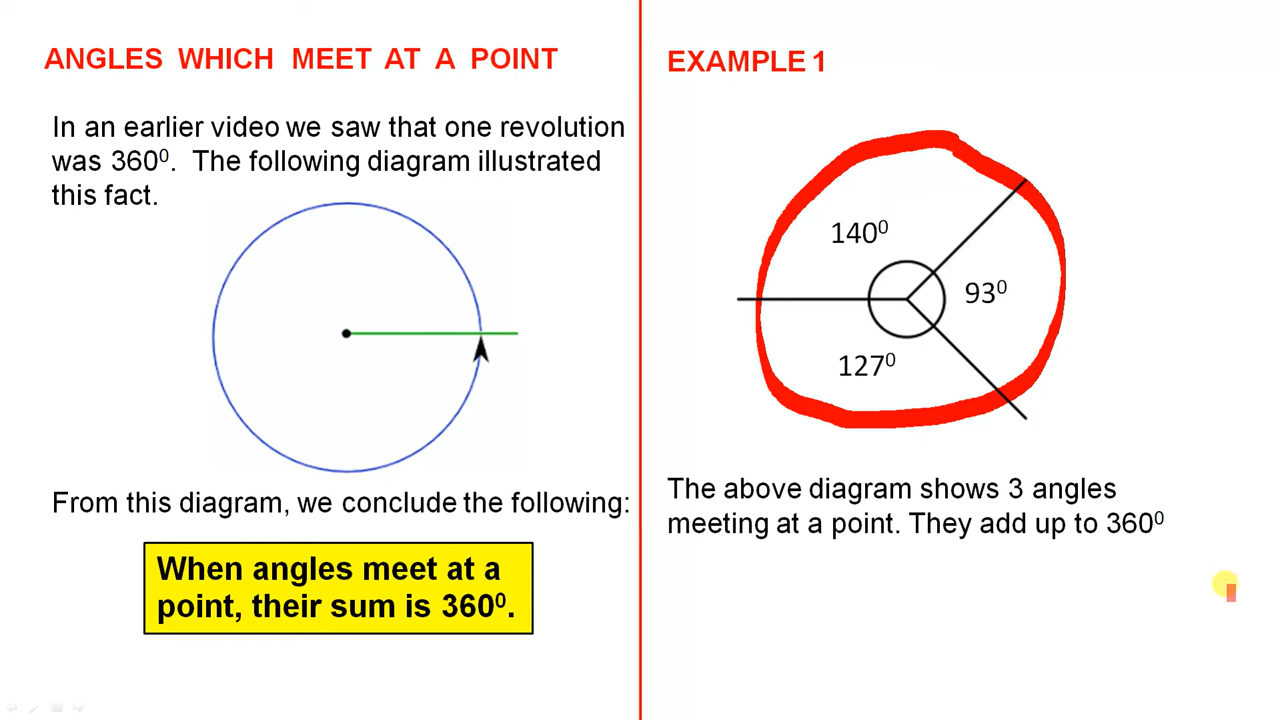 ANGLES WHICH MEET AT A POINT
In an earlier video we saw that one revolution
was 360⁰. The following diagram illustrated
this fact.
From this diagram, we conclude the following:
When angles meet at a
point, their sum is 360⁰.
EXAMPLE 1
140⁰
93⁰
127⁰
The above diagram shows 3 angles
meeting at a point. They add up to 360⁰